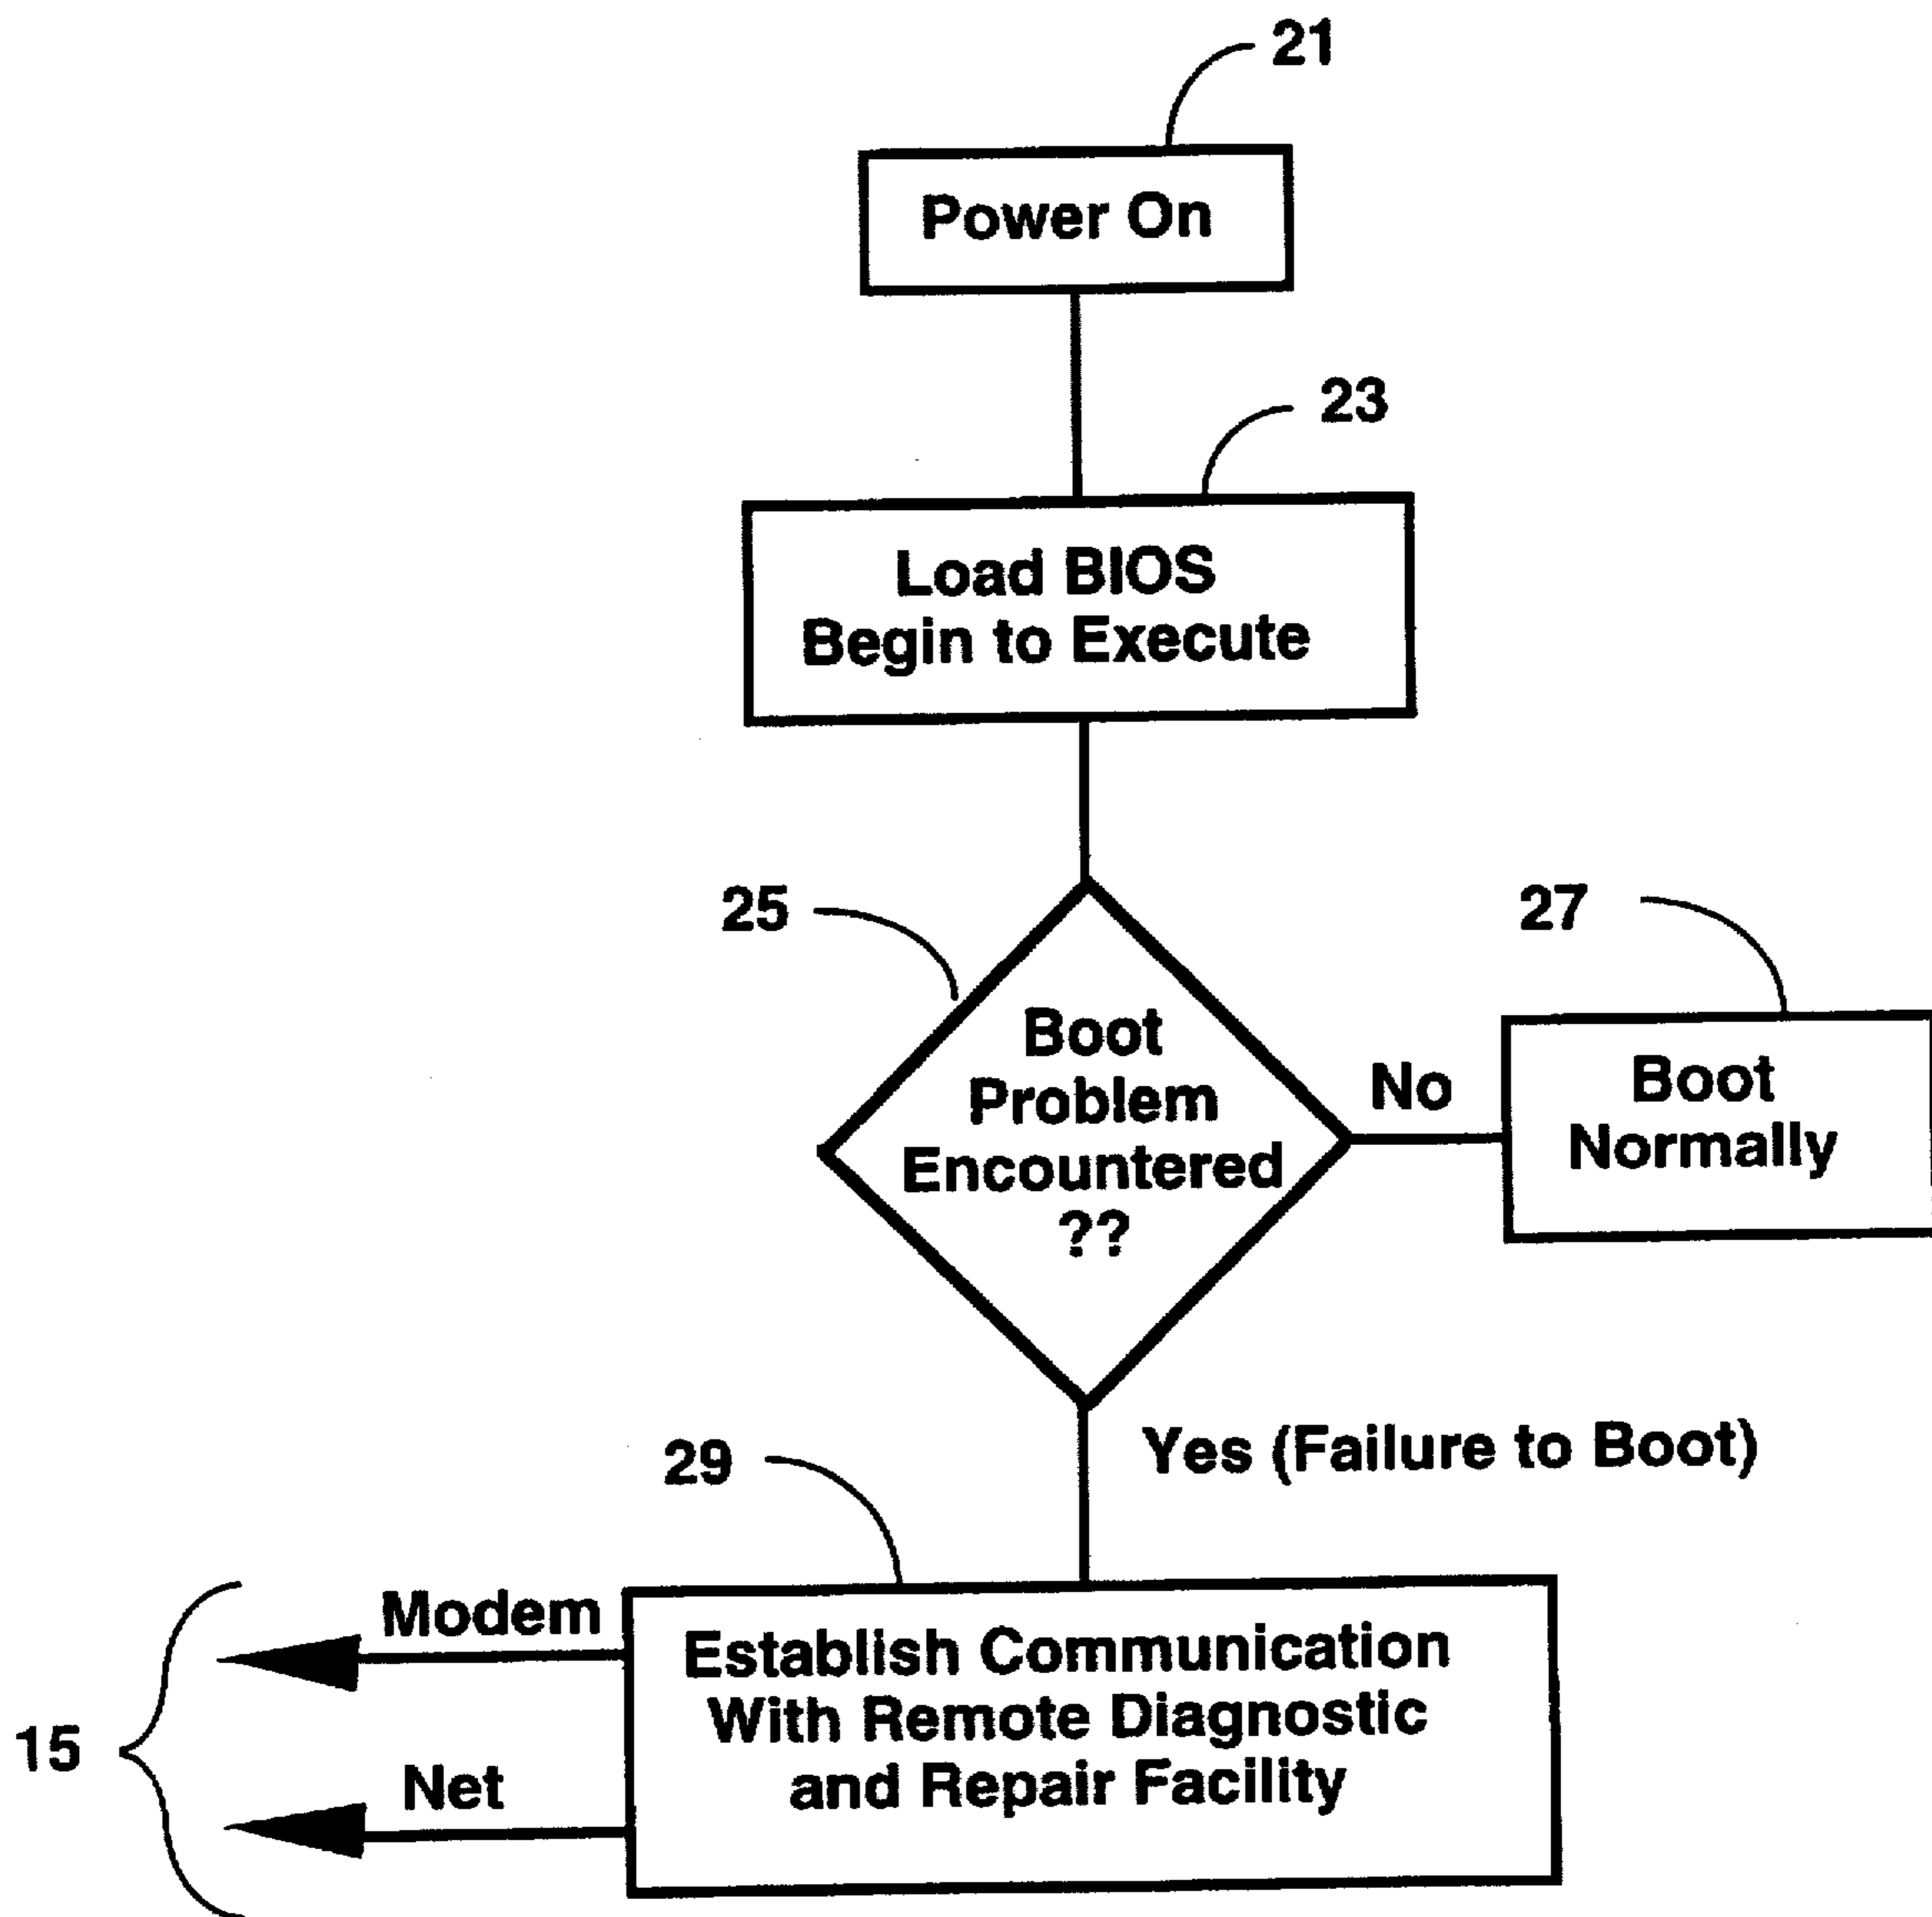 21
Power On
23
Load BIOS
Begin to Execute
25
27
Boot
Problem
Encountered
??
No
Boot
Normally
Yes (Failure to Boot)
29
Modem
Establish Communication
With Remote Diagnostic
and Repair Facility
15
Net